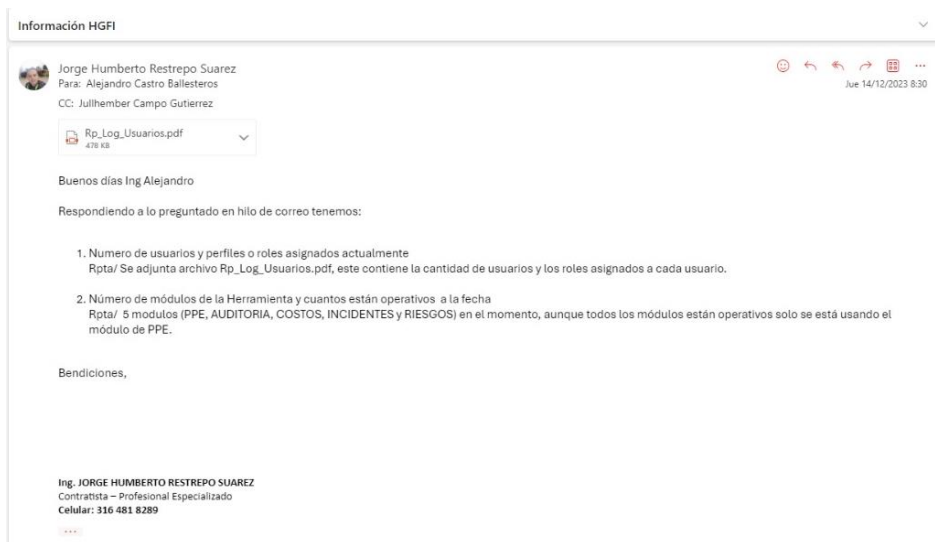 Información HGFI
Jorge Humberto Restrepo Suarez
Para: Alejandro Castro Ballesteros
Jue 14/12/2023 8:30
CC: Jullhember Campo Gutierrez
Rp_Log_Usuarios.pdf
478 KB
Buenos días Ing Alejandro
Respondiendo a lo preguntado en hilo de correo tenemos:
1. Numero de usuarios y perfiles o roles asignados actualmente
Rpta/ Se adjunta archivo Rp_Log_Usuarios.pdf, este contiene la cantidad de usuarios y los roles asignados a cada usuario.
2. Número de módulos de la Herramienta y cuantos están operativos a la fecha
Rpta/ 5 modulos (PPE, AUDITORIA, COSTOS, INCIDENTES y RIESGOS) en el momento, aunque todos los módulos están operativos solo se está usando el
módulo de PPE.
Bendiciones,
Ing. JORGE HUMBERTO RESTREPO SUAREZ
Contratista – Profesional Especializado
Celular: 316 481 8289